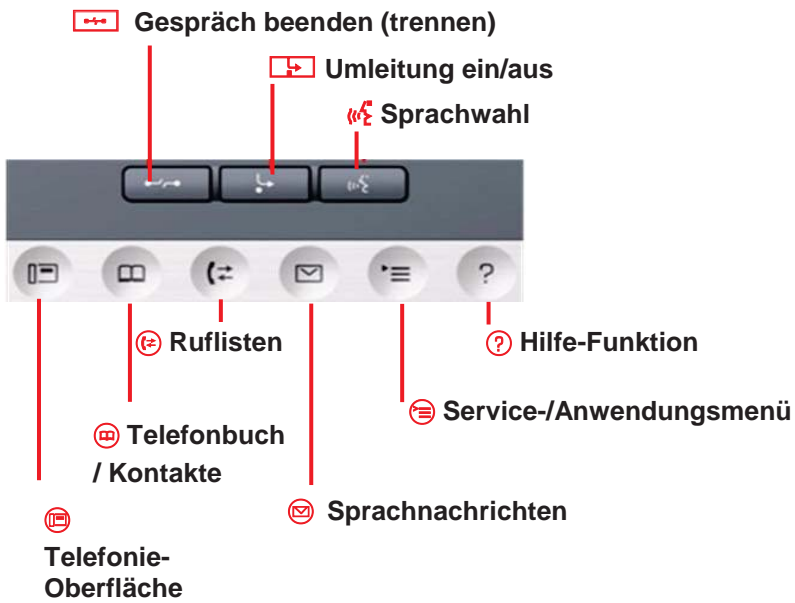 Gespräch beenden (trennen)
Umleitung ein/aus
Sprachwahl
?
Ruflisten
? Hilfe-Funktion
Service-/Anwendungsmenü
Telefonbuch
/ Kontakte
Sprachnachrichten
Telefonie-
Oberfläche